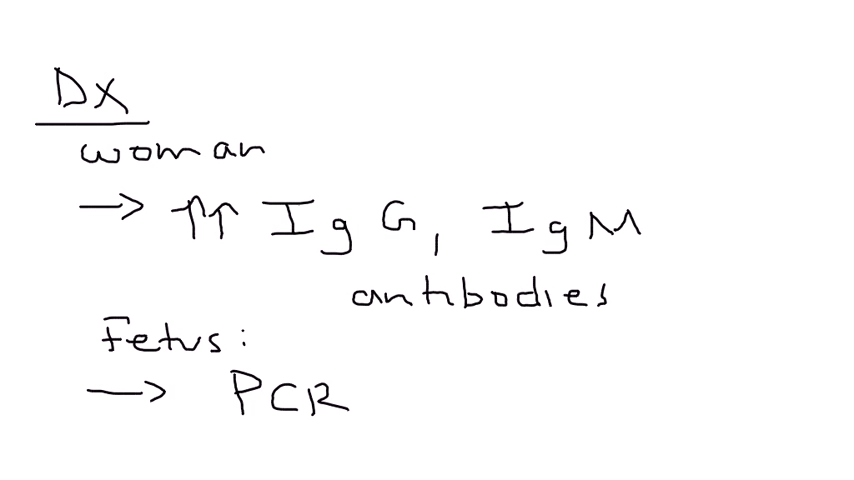 DX
woman
→ ↑↑ IgG, IgM
antibodies
Fetus:
→ PCR